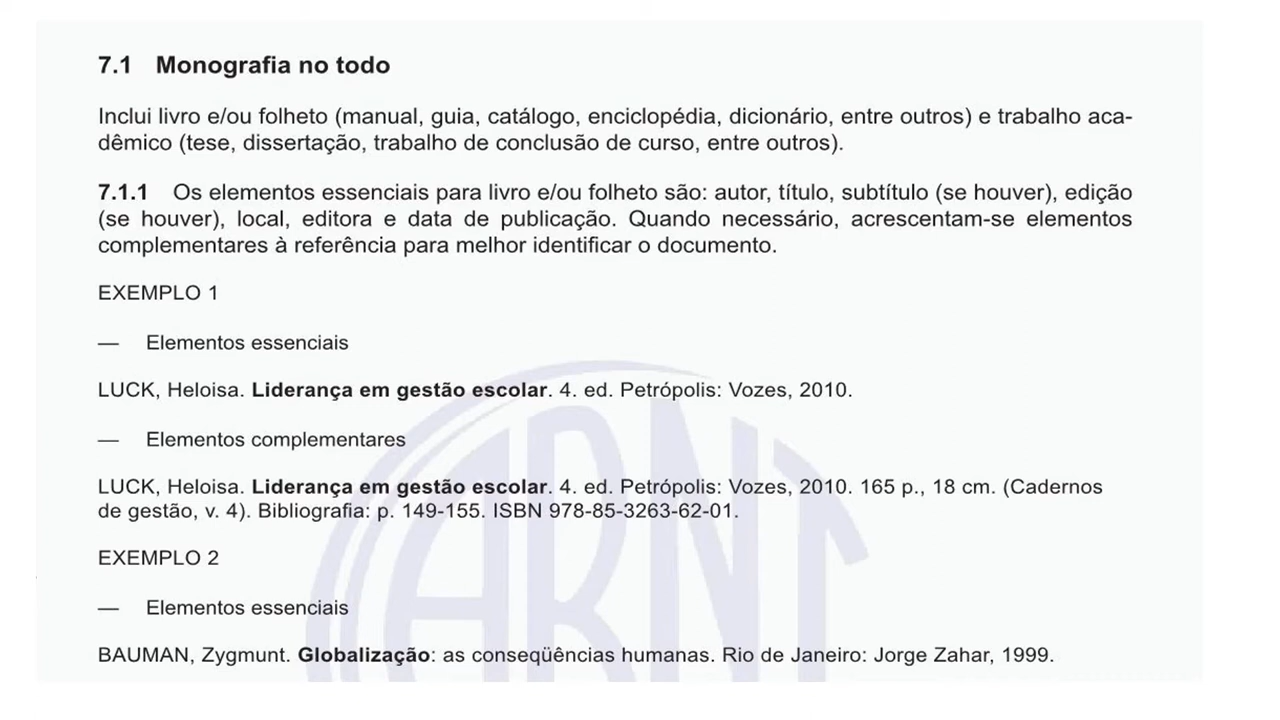 7.1 Monografia no todo
Inclui livro e/ou folheto (manual, guia, catálogo, enciclopédia, dicionário, entre outros) e trabalho aca-
dêmico (tese, dissertação, trabalho de conclusão de curso, entre outros).
7.1.1 Os elementos essenciais para livro e/ou folheto são: autor, título, subtítulo (se houver), edição
(se houver), local, editora e data de publicação. Quando necessário, acrescentam-se elementos
complementares à referência para melhor identificar o documento.
EXEMPLO 1
— Elementos essenciais
LUCK, Heloisa. Liderança em gestão escolar. 4. ed. Petrópolis: Vozes, 2010.
— Elementos complementares
LUCK, Heloisa. Liderança em gestão escolar. 4. ed. Petrópolis: Vozes, 2010. 165 p., 18 cm. (Cadernos
de gestão, v. 4). Bibliografia: p. 149-155. ISBN 978-85-3263-62-01.
EXEMPLO 2
— Elementos essenciais
BAUMAN, Zygmunt. Globalização: as conseqüências humanas. Rio de Janeiro: Jorge Zahar, 1999.
ABNT